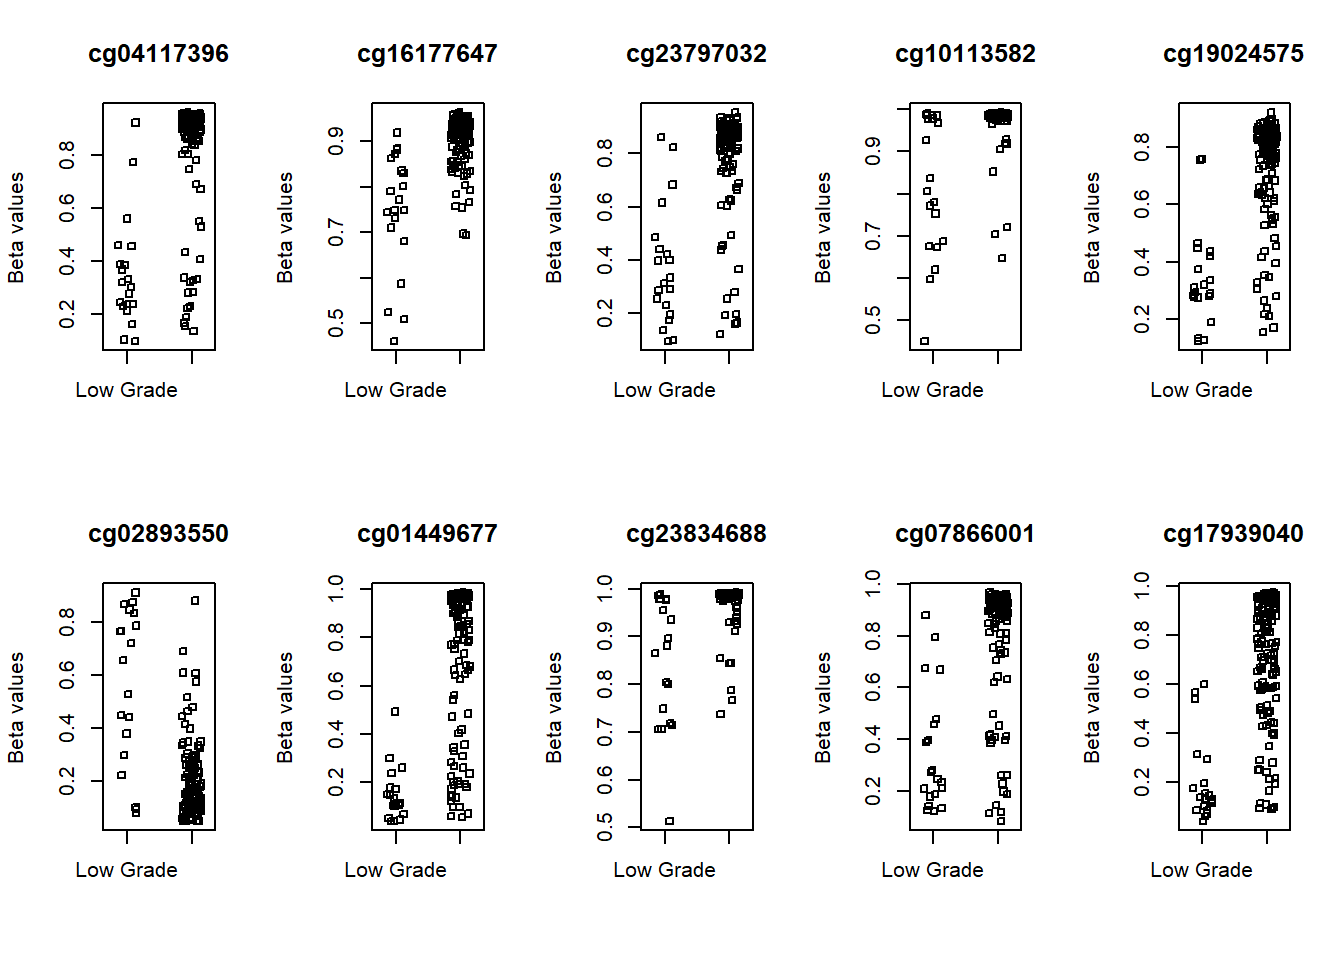 cg04117396 cg16177647 cg23797032 cg10113582 cg19024575
Beta values Beta values Beta values Beta values Beta values
0.8 0.6 0.4 0.2
0.9 0.7 0.5
0.8 0.6 0.4 0.2
0.9 0.7 0.5
0.8 0.6 0.4 0.2
Low Grade Low Grade Low Grade Low Grade Low Grade
cg02893550 cg01449677 cg23834688 cg07866001 cg17939040
Beta values Beta values Beta values Beta values Beta values
0.8 0.6 0.4 0.2
1.0 0.8 0.6 0.4 0.2
1.0 0.9 0.8 0.7 0.6 0.5
1.0 0.8 0.6 0.4 0.2
1.0 0.8 0.6 0.4 0.2
Low Grade Low Grade Low Grade Low Grade Low Grade